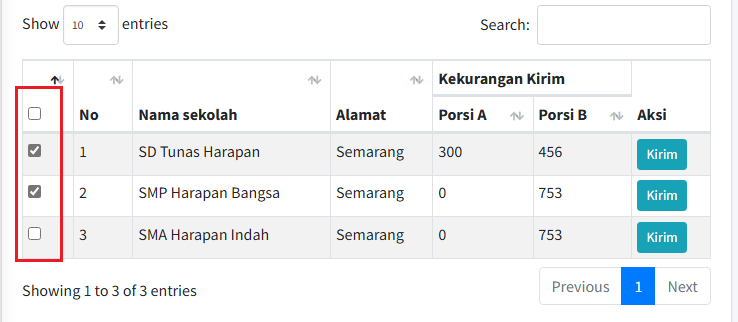 Show 10 entries Search:
Kekurangan Kirim
No Nama sekolah Alamat Porsi A Porsi B Aksi
1 SD Tunas Harapan Semarang 300 456 Kirim
2 SMP Harapan Bangsa Semarang 0 753 Kirim
3 SMA Harapan Indah Semarang 0 753 Kirim
Showing 1 to 3 of 3 entries Previous 1 Next